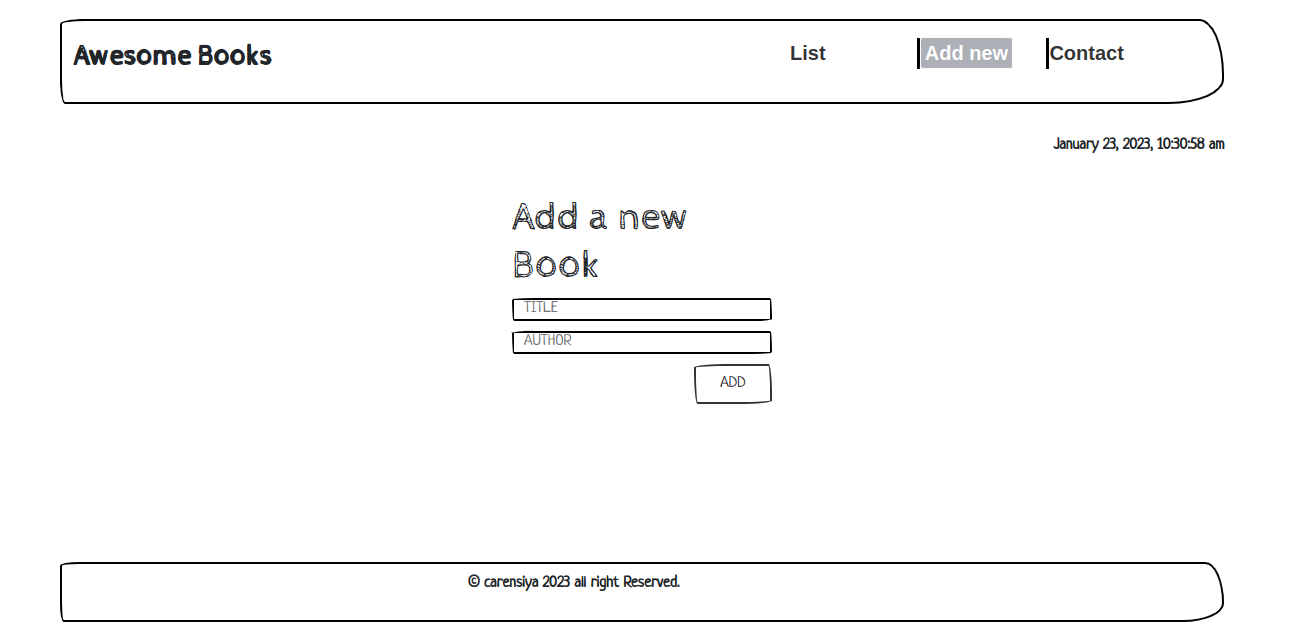 Awesome Books
List
Add new
Contact
January 23, 2023, 10:30:58 am
Add a new
Book
TITLE
AUTHOR
ADD
© carensiya 2023 all right Reserved.